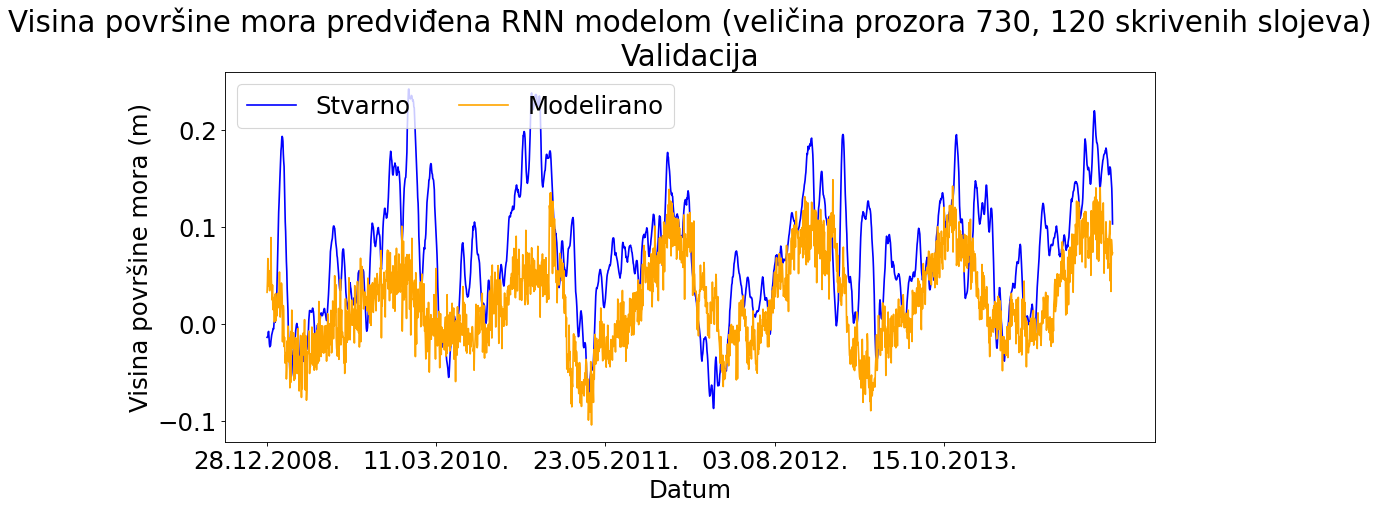 Visina površine mora predviđena RNN modelom (veličina prozora 730, 120 skrivenih slojeva)
Validacija
Stvarno Modelirano
Visina površine mora (m)
0.2
0.1
0.0
−0.1
28.12.2008. 11.03.2010. 23.05.2011. 03.08.2012. 15.10.2013.
Datum